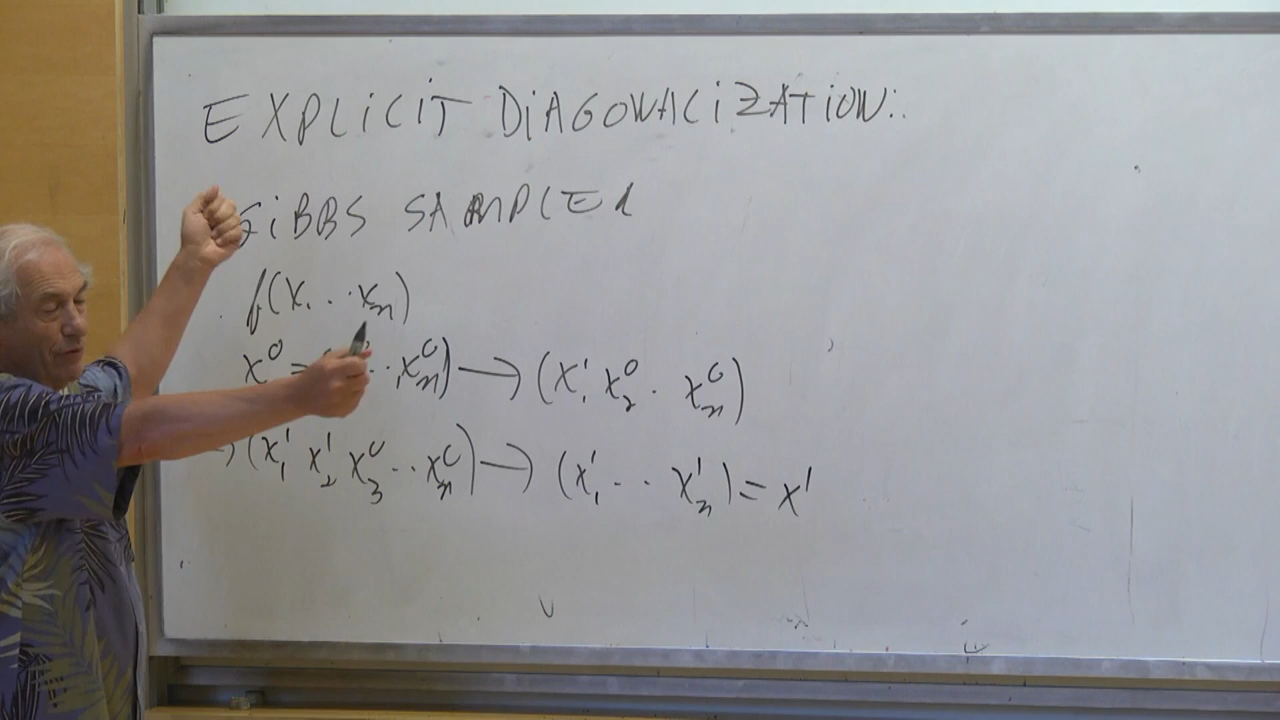 EXPLICIT DIAGONALIZATION:.
GIBBS SAMPLER
f(x₁ ... xₙ)
x⁰ = ... , xₙ⁰) → (x₁¹ x₂⁰ . xₙ⁰)
→ (x₁¹ x₂¹ x₃⁰ .. xₙ⁰) → (x₁¹ .. xₙ¹) = x¹